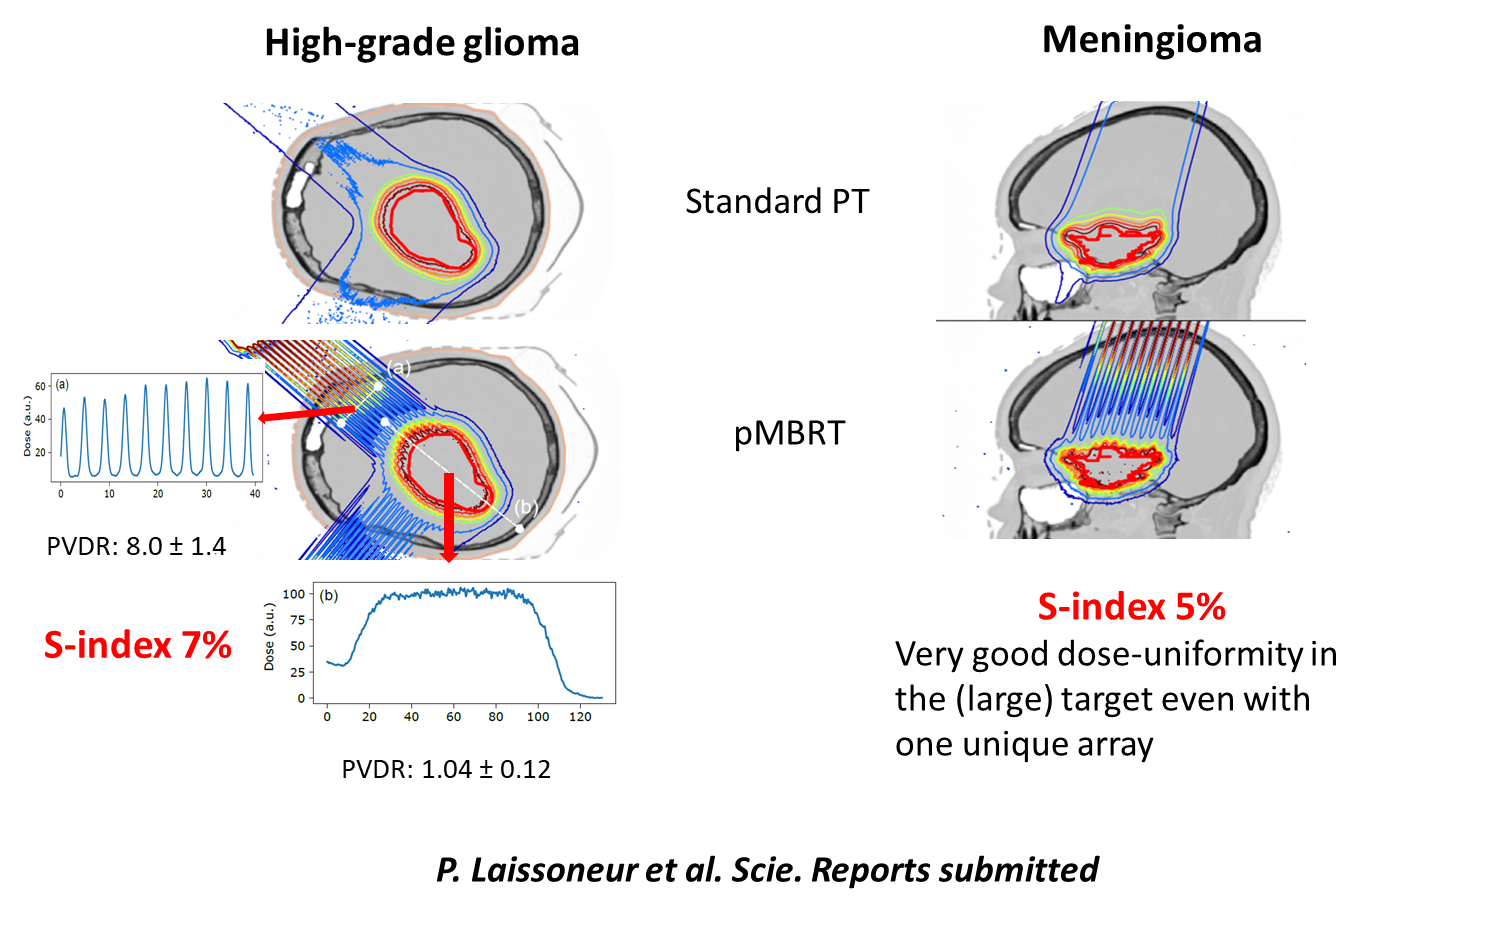 High-grade glioma
Meningioma
Standard PT
(a)
Dose (a.u.)
60
40
20
0 10 20 30 40
(a)
(b)
pMBRT
PVDR: 8.0 ± 1.4
S-index 7%
(b)
Dose (a.u.)
100
75
50
25
0
0 20 40 60 80 100 120
PVDR: 1.04 ± 0.12
S-index 5%
Very good dose-uniformity in
the (large) target even with
one unique array
P. Laissoneur et al. Scie. Reports submitted